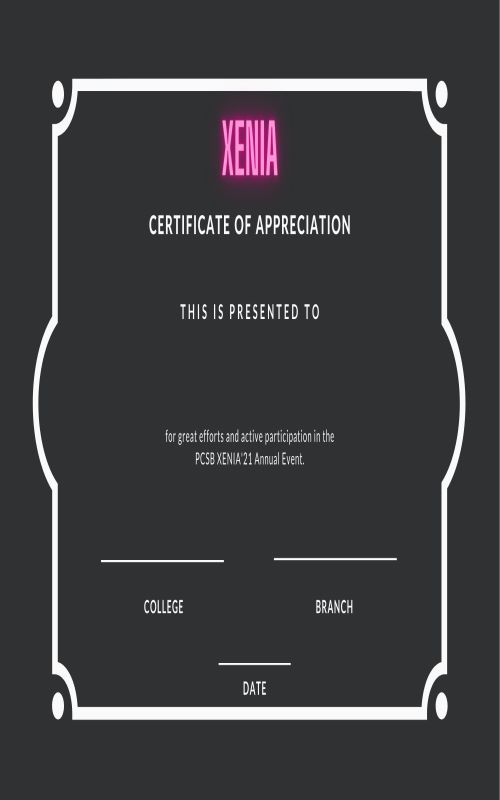 XENIA
CERTIFICATE OF APPRECIATION
THIS IS PRESENTED TO
for great efforts and active participation in the
PCSB XENIA'21 Annual Event.
COLLEGE
BRANCH
DATE